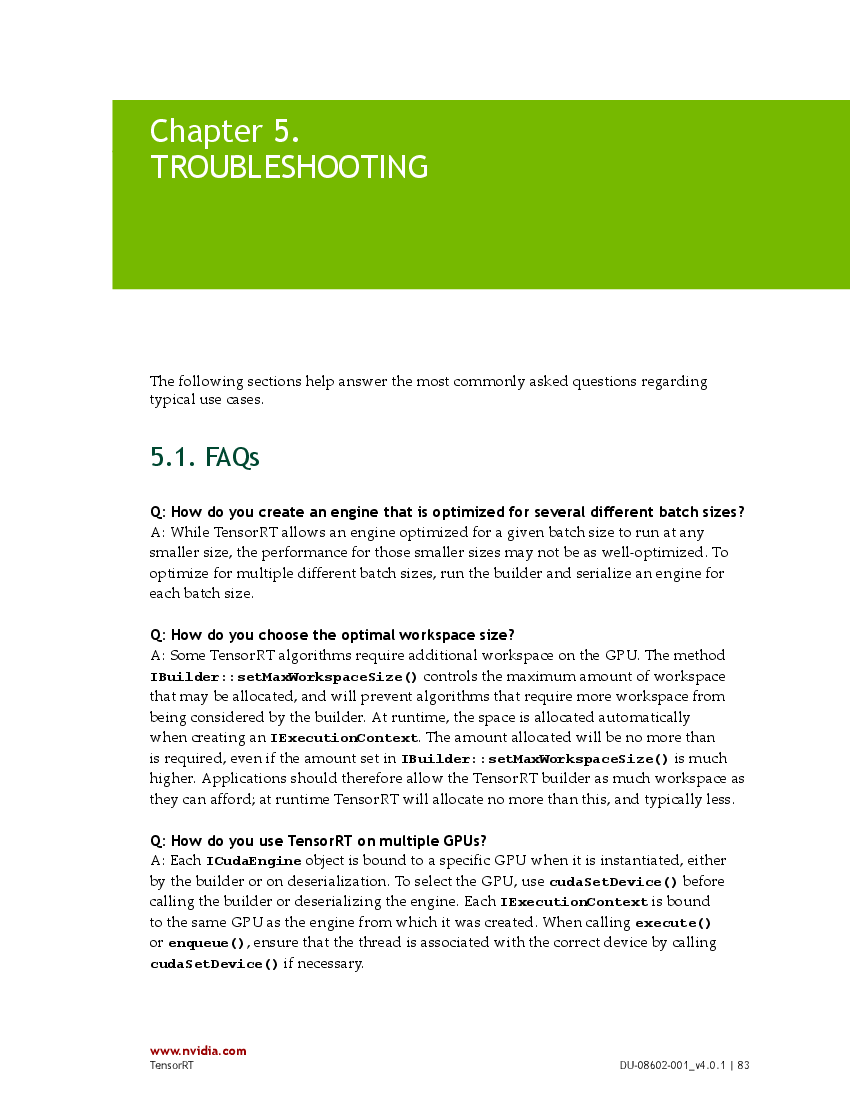 Chapter 5.
TROUBLESHOOTING
The following sections help answer the most commonly asked questions regarding
typical use cases.
5.1. FAQs
Q: How do you create an engine that is optimized for several different batch sizes?
A: While TensorRT allows an engine optimized for a given batch size to run at any
smaller size, the performance for those smaller sizes may not be as well-optimized. To
optimize for multiple different batch sizes, run the builder and serialize an engine for
each batch size.
Q: How do you choose the optimal workspace size?
A: Some TensorRT algorithms require additional workspace on the GPU. The method
IBuilder::setMaxWorkspaceSize() controls the maximum amount of workspace
that may be allocated, and will prevent algorithms that require more workspace from
being considered by the builder. At runtime, the space is allocated automatically
when creating an IExecutionContext. The amount allocated will be no more than
is required, even if the amount set in IBuilder::setMaxWorkspaceSize() is much
higher. Applications should therefore allow the TensorRT builder as much workspace as
they can afford; at runtime TensorRT will allocate no more than this, and typically less.
Q: How do you use TensorRT on multiple GPUs?
A: Each ICudaEngine object is bound to a specific GPU when it is instantiated, either
by the builder or on deserialization. To select the GPU, use cudaSetDevice() before
calling the builder or deserializing the engine. Each IExecutionContext is bound
to the same GPU as the engine from which it was created. When calling execute()
or enqueue(), ensure that the thread is associated with the correct device by calling
cudaSetDevice() if necessary.
www.nvidia.com
TensorRT DU-08602-001_v4.0.1 | 83